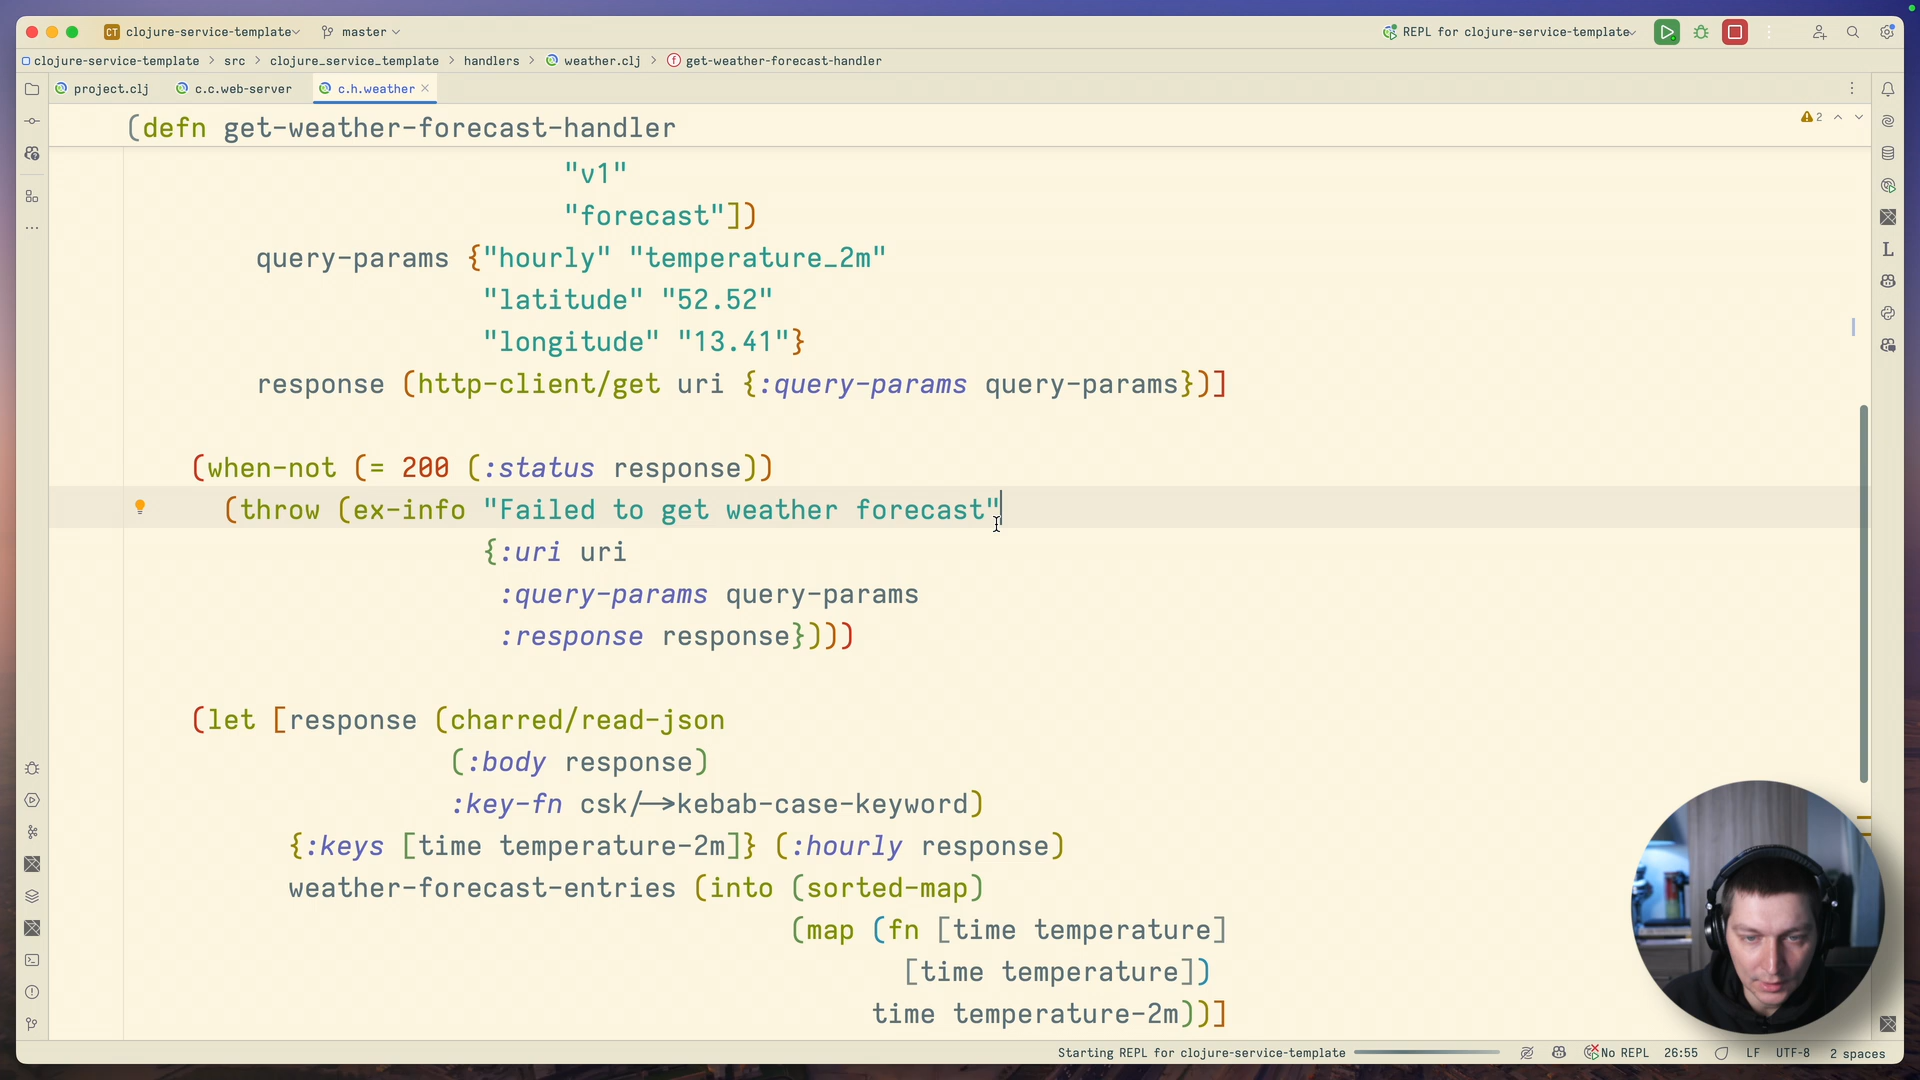 CT clojure-service-template master REPL for clojure-service-template
clojure-service-template src clojure_service_template handlers weather.clj get-weather-forecast-handler
project.clj c.c.web-server c.h.weather
(defn get-weather-forecast-handler
2
"v1"
"forecast"])
query-params {"hourly" "temperature_2m"
"latitude" "52.52"
"longitude" "13.41"}
response (http-client/get uri {:query-params query-params})]
(when-not (= 200 (:status response))
(throw (ex-info "Failed to get weather forecast"
{:uri uri
:query-params query-params
:response response})))
(let [response (charred/read-json
(:body response)
:key-fn csk/->kebab-case-keyword)
{:keys [time temperature-2m]} (:hourly response)
weather-forecast-entries (into (sorted-map)
(map (fn [time temperature]
[time temperature])
time temperature-2m))]
Starting REPL for clojure-service-template No REPL 26:55 LF UTF-8 2 spaces